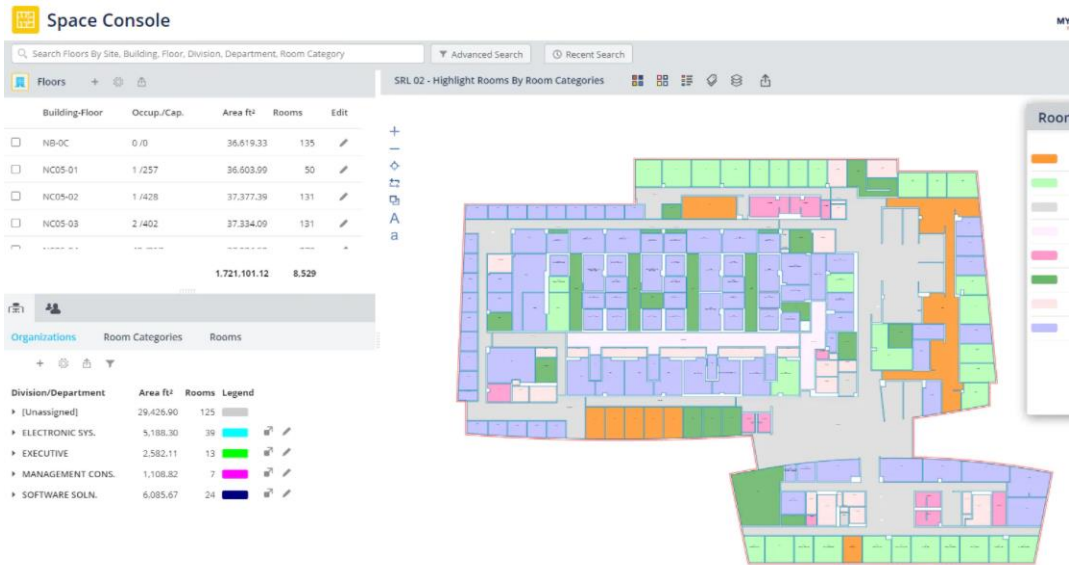 Space Console
MY
Search Floors By Site, Building, Floor, Division, Department, Room Category
Advanced Search
Recent Search
Floors
SRL 02 - Highlight Rooms By Room Categories
Building-Floor Occup./Cap. Area ft² Rooms Edit
NB-0C 0 /0 36.619.33 135
NC05-01 1 /257 36.603.99 50
NC05-02 1 /428 37.377.39 131
NC05-03 2 /402 37.334.09 131
1.721.101.12 8.529
A
a
Room
Organizations Room Categories Rooms
Division/Department Area ft² Rooms Legend
[Unassigned] 29,426.90 125
ELECTRONIC SYS. 5,188.30 39
EXECUTIVE 2,582.11 13
MANAGEMENT CONS. 1,108.82 7
SOFTWARE SOLN. 6,085.67 24